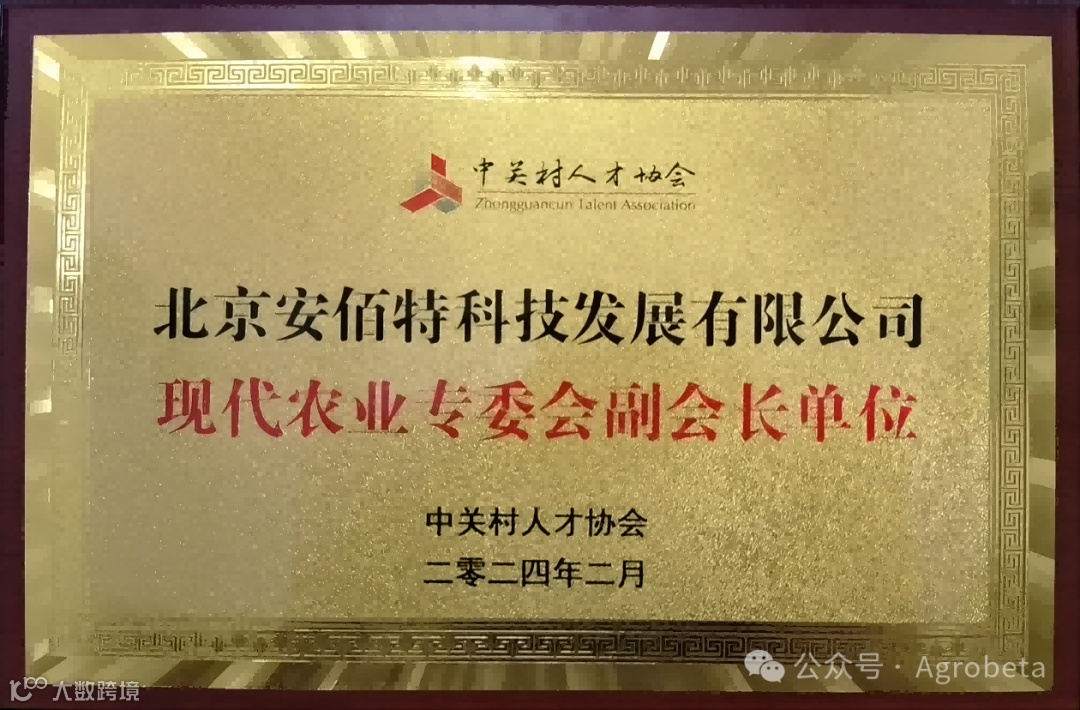 中关村人才协会
Zhongguancun Talent Association
北京安佰特科技发展有限公司
现代农业专委会副会长单位
中关村人才协会
二零二四年二月
公众号 · Agrobeta
大数跨境